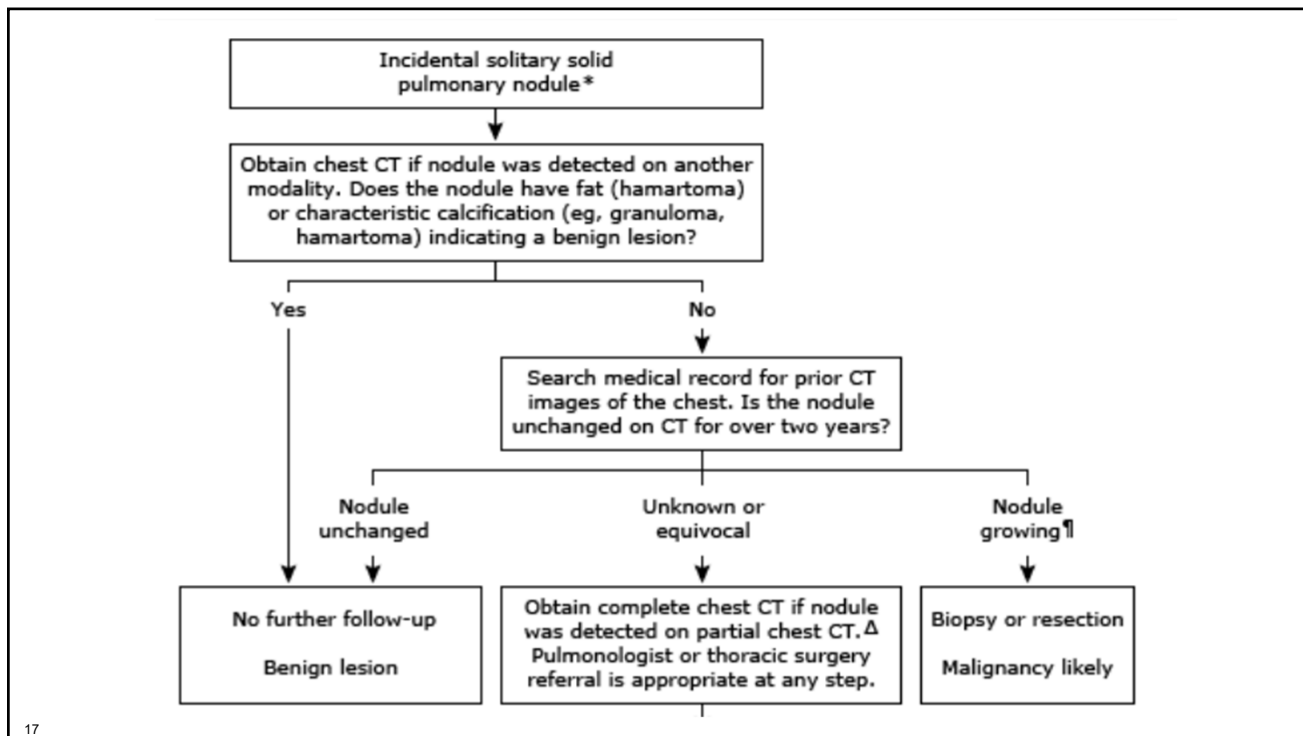 Incidental solitary solid
pulmonary nodule*
Obtain chest CT if nodule was detected on another
modality. Does the nodule have fat (hamartoma)
or characteristic calcification (eg, granuloma,
hamartoma) indicating a benign lesion?
Yes
No
Search medical record for prior CT
images of the chest. Is the nodule
unchanged on CT for over two years?
Nodule
unchanged
Unknown or
equivocal
Nodule
growing¶
No further follow-up
Benign lesion
Obtain complete chest CT if nodule
was detected on partial chest CT.Δ
Pulmonologist or thoracic surgery
referral is appropriate at any step.
Biopsy or resection
Malignancy likely
17